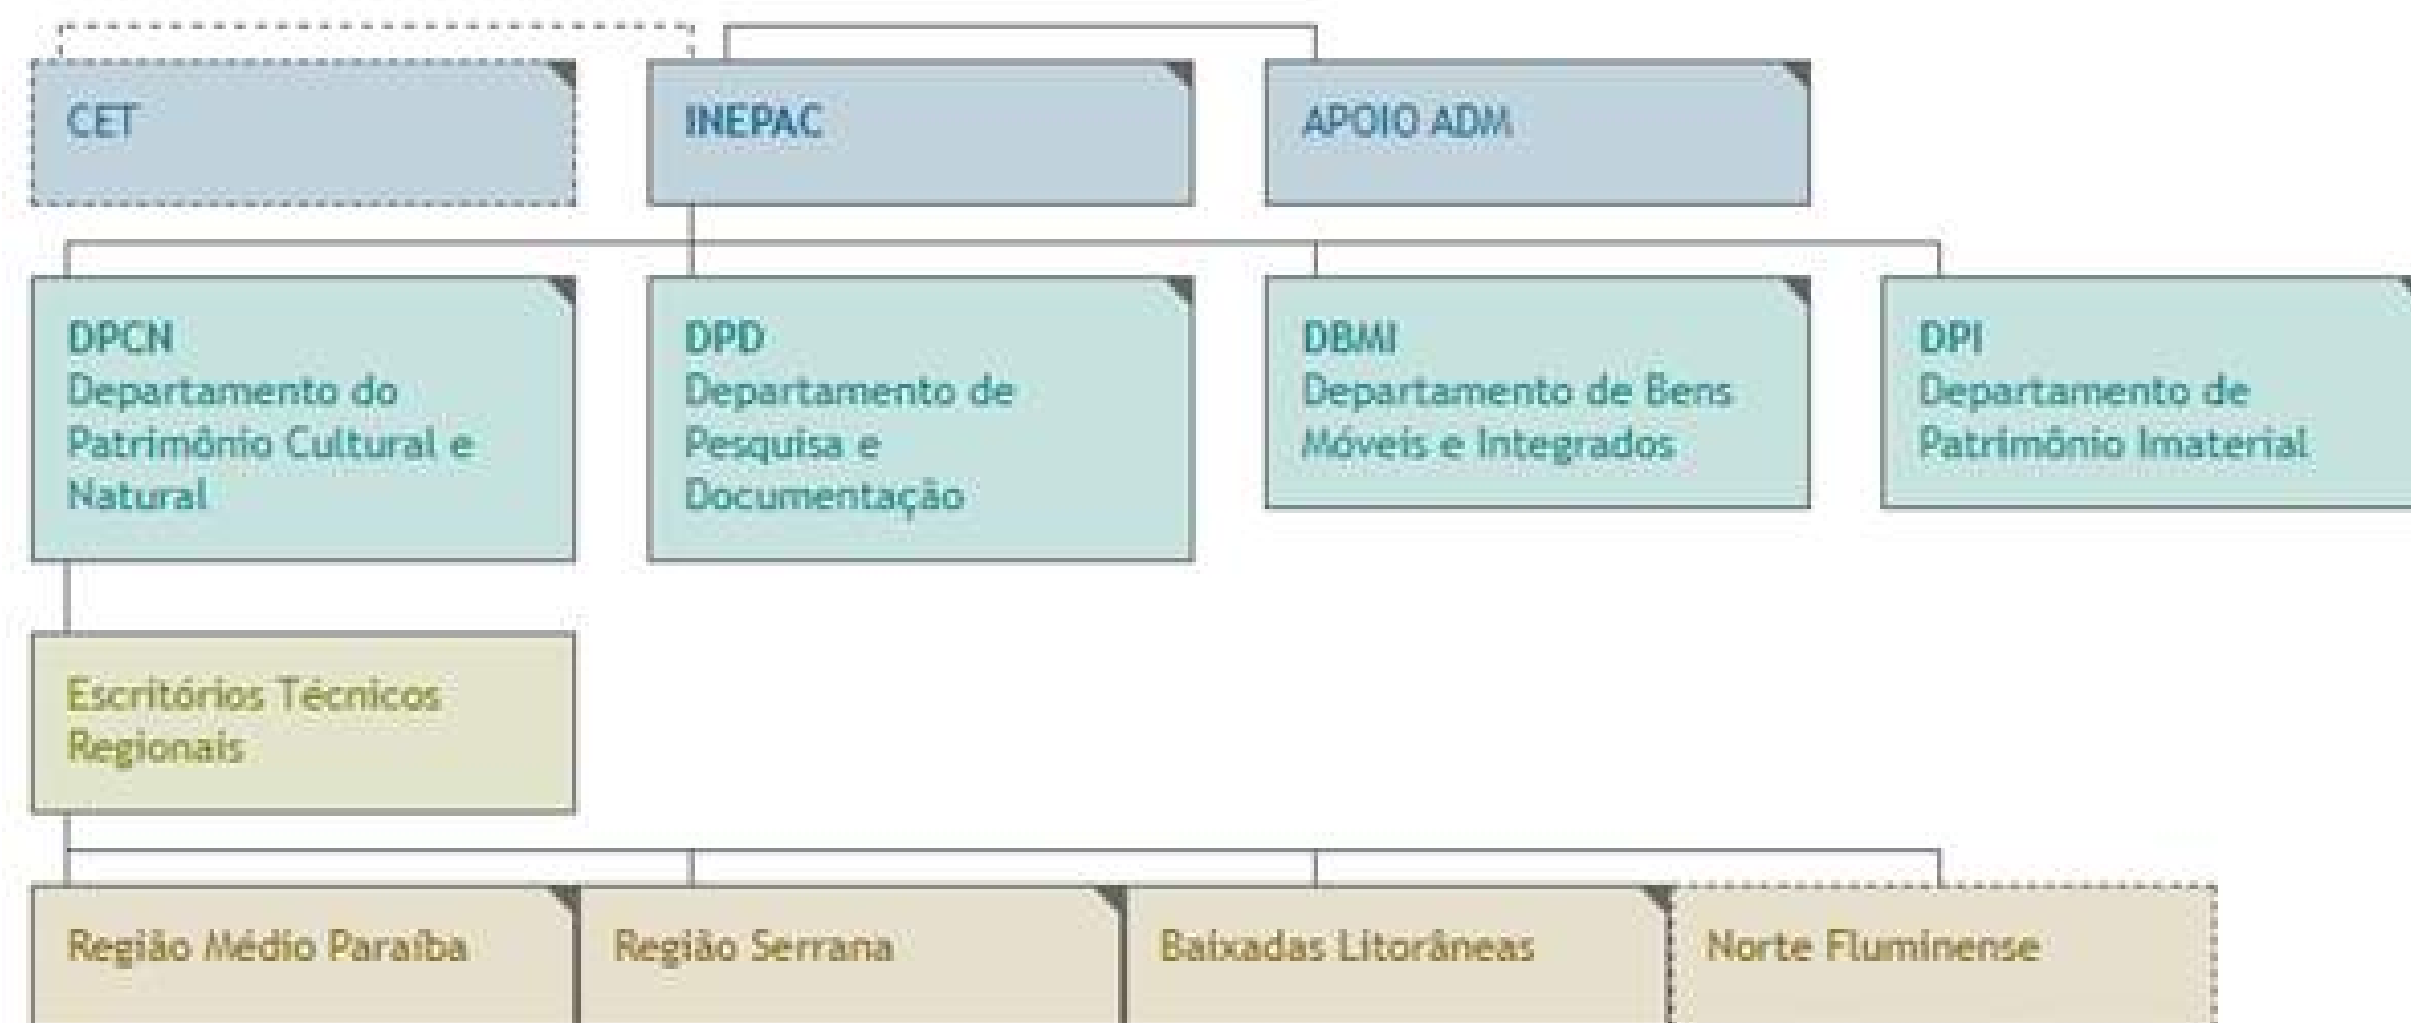 CET
INEPAC
APOIO ADM
DPCN
Departamento do
Patrimônio Cultural e
Natural
DPD
Departamento de
Pesquisa e
Documentação
DBMI
Departamento de Bens
Móveis e Integrados
DPI
Departamento de
Patrimônio Imaterial
Escritórios Técnicos
Regionais
Região Médio Paraíba
Região Serrana
Baixadas Litorâneas
Norte Fluminense